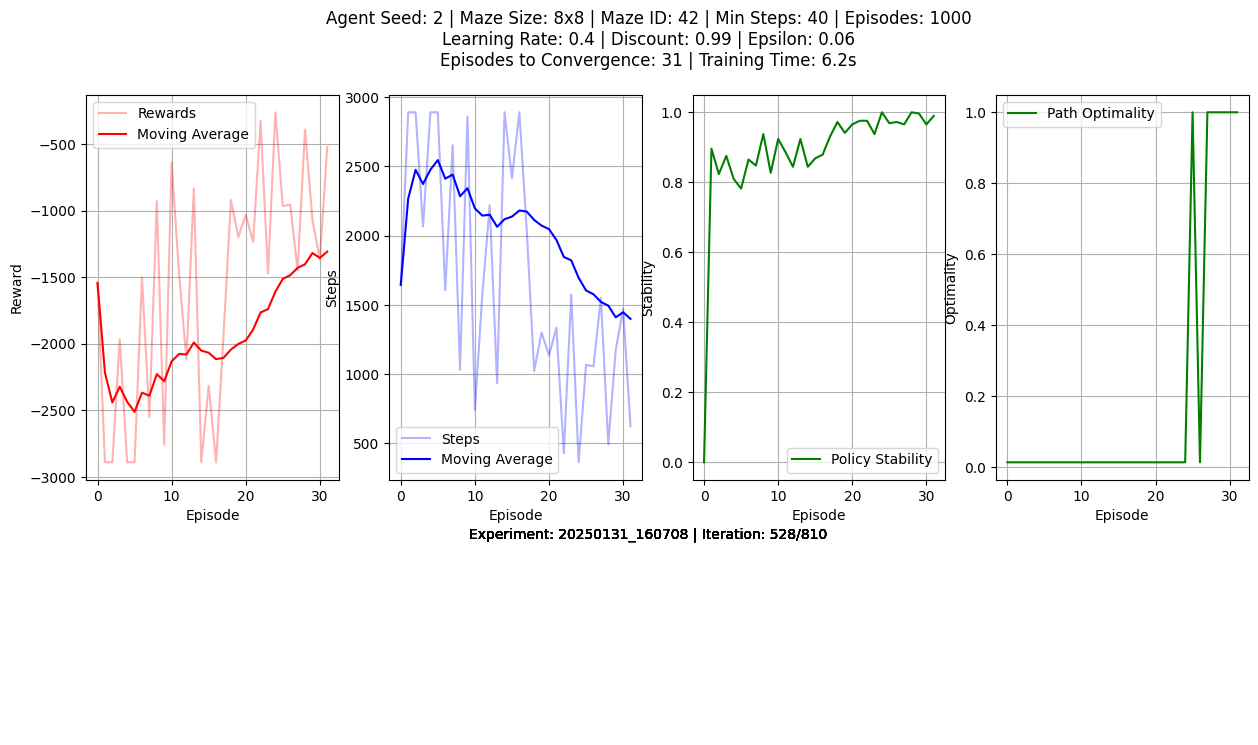 Agent Seed: 2 | Maze Size: 8x8 | Maze ID: 42 | Min Steps: 40 | Episodes: 1000
Learning Rate: 0.4 | Discount: 0.99 | Epsilon: 0.06
Episodes to Convergence: 31 | Training Time: 6.2s
Rewards
Moving Average
−500
−1000
−1500
−2000
−2500
−3000
Reward
0
10
20
30
Episode
3000
2500
2000
1500
1000
500
Steps
Steps
Moving Average
0
10
20
30
Episode
1.0
0.8
0.6
0.4
0.2
0.0
Stability
Policy Stability
0
10
20
30
Episode
Path Optimality
1.0
0.8
0.6
0.4
0.2
0.0
Optimality
0
10
20
30
Episode
Experiment: 20250131_160708 | Iteration: 528/810